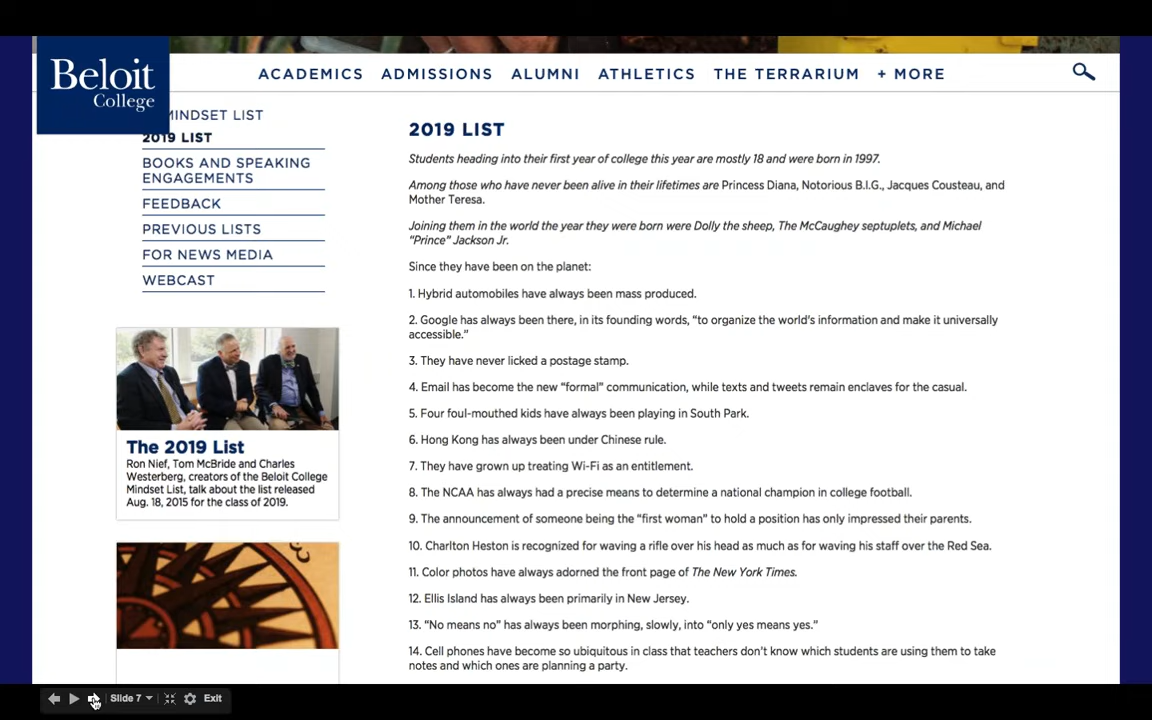 Beloit
College
ACADEMICS ADMISSIONS ALUMNI ATHLETICS THE TERRARIUM + MORE
MINDSET LIST
2019 LIST
BOOKS AND SPEAKING
ENGAGEMENTS
FEEDBACK
PREVIOUS LISTS
FOR NEWS MEDIA
WEBCAST
The 2019 List
Ron Nief, Tom McBride and Charles
Westerberg, creators of the Beloit College
Mindset List, talk about the list released
Aug. 18, 2015 for the class of 2019.
2019 LIST
Students heading into their first year of college this year are mostly 18 and were born in 1997.
Among those who have never been alive in their lifetimes are Princess Diana, Notorious B.I.G., Jacques Cousteau, and
Mother Teresa.
Joining them in the world the year they were born were Dolly the sheep, The McCaughey septuplets, and Michael
"Prince" Jackson Jr.
Since they have been on the planet:
1. Hybrid automobiles have always been mass produced.
2. Google has always been there, in its founding words, “to organize the world's information and make it universally
accessible.”
3. They have never licked a postage stamp.
4. Email has become the new “formal” communication, while texts and tweets remain enclaves for the casual.
5. Four foul-mouthed kids have always been playing in South Park.
6. Hong Kong has always been under Chinese rule.
7. They have grown up treating Wi-Fi as an entitlement.
8. The NCAA has always had a precise means to determine a national champion in college football.
9. The announcement of someone being the “first woman” to hold a position has only impressed their parents.
10. Charlton Heston is recognized for waving a rifle over his head as much as for waving his staff over the Red Sea.
11. Color photos have always adorned the front page of The New York Times.
12. Ellis Island has always been primarily in New Jersey.
13. “No means no” has always been morphing, slowly, into “only yes means yes.”
14. Cell phones have become so ubiquitous in class that teachers don't know which students are using them to take
notes and which ones are planning a party.
Slide 7 Exit